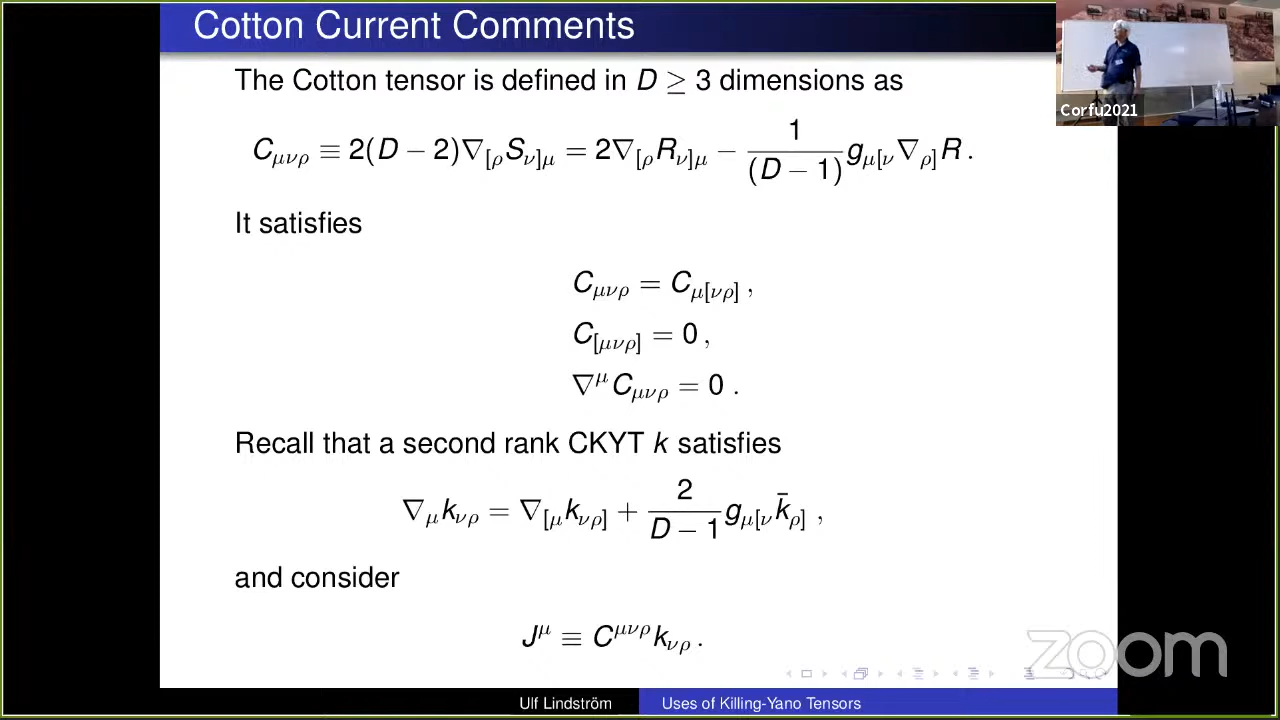 Cotton Current Comments
The Cotton tensor is defined in D ≥ 3 dimensions as
C_{μνρ} ≡ 2(D − 2)∇_{[ρ}S_{ν]μ} = 2∇_{[ρ}R_{ν]μ} − \frac{1}{(D − 1)} g_{μ[ν}∇_{ρ]}R .
It satisfies
C_{μνρ} = C_{μ[νρ]} ,
C_{[μνρ]} = 0 ,
∇^μ C_{μνρ} = 0 .
Recall that a second rank CKYT k satisfies
∇_μ k_{νρ} = ∇_{[μ}k_{νρ]} + \frac{2}{D − 1} g_{μ[ν}\bar{k}_{ρ]} ,
and consider
J^μ ≡ C^{μνρ}k_{νρ} .
Ulf Lindström
Uses of Killing-Yano Tensors
Corfu2021
zoom